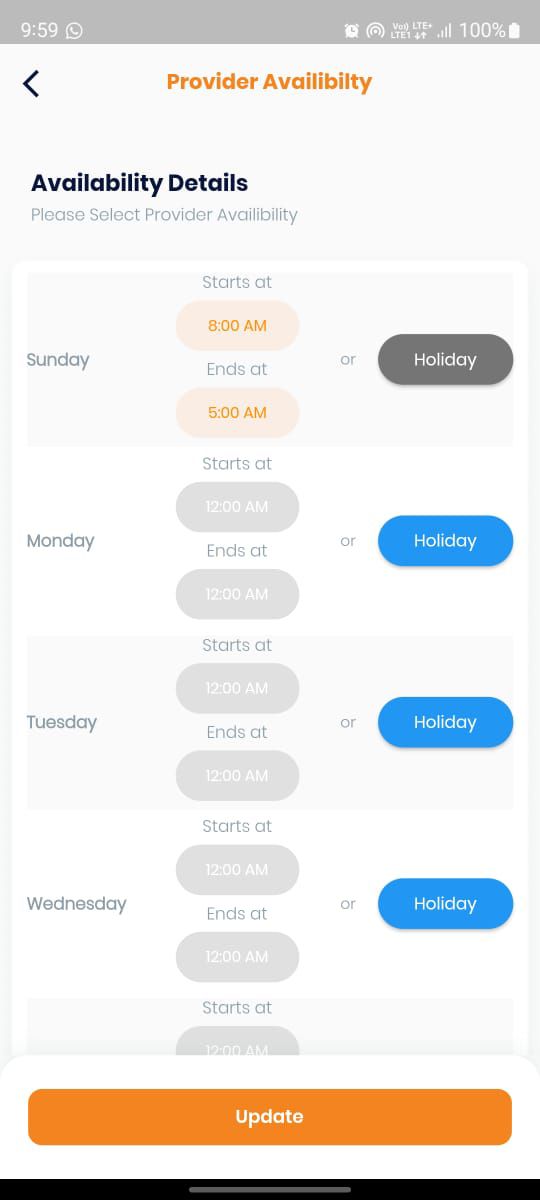 9:59
Vo)) LTE+
LTE1 100%
Provider Availibilty
Availability Details
Please Select Provider Availibility
Starts at
8:00 AM
Sunday
Ends at
or
Holiday
5:00 AM
Starts at
12:00 AM
Monday
Ends at
or
Holiday
12:00 AM
Starts at
12:00 AM
Tuesday
Ends at
or
Holiday
12:00 AM
Starts at
12:00 AM
Wednesday
Ends at
or
Holiday
12:00 AM
Starts at
12:00 AM
Update